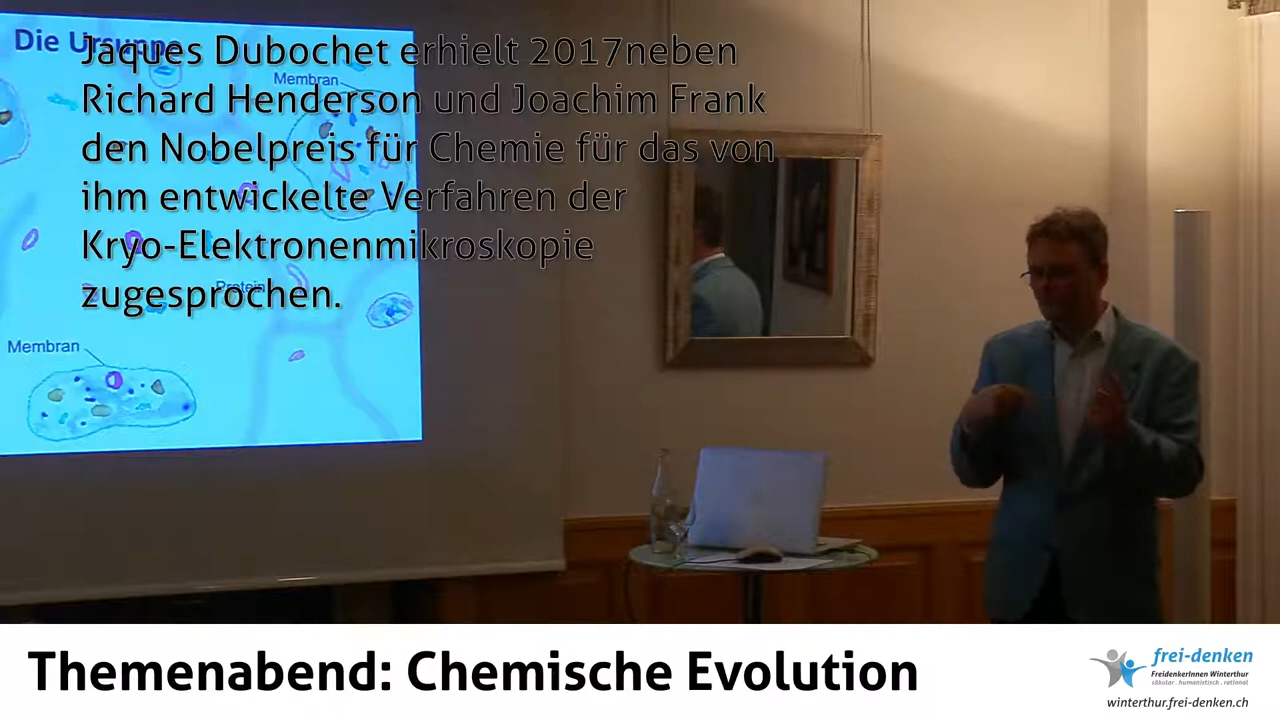 Die Ursuppe
Jaques Dubochet erhielt 2017neben
Richard Henderson und Joachim Frank
den Nobelpreis für Chemie für das von
ihm entwickelte Verfahren der
Kryo-Elektronenmikroskopie
zugesprochen.
Membran
Protein
Membran
Themenabend: Chemische Evolution
frei-denken
FreidenkerInnen Winterthur
säkular . humanistisch . rational
winterthur.frei-denken.ch